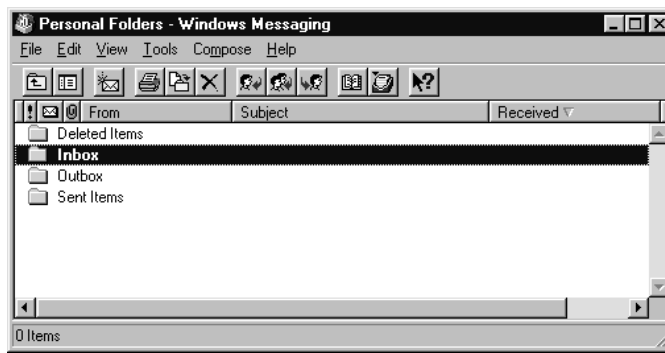 Personal Folders - Windows Messaging
File Edit View Tools Compose Help
! From Subject Received
Deleted Items
Inbox
Outbox
Sent Items
0 Items